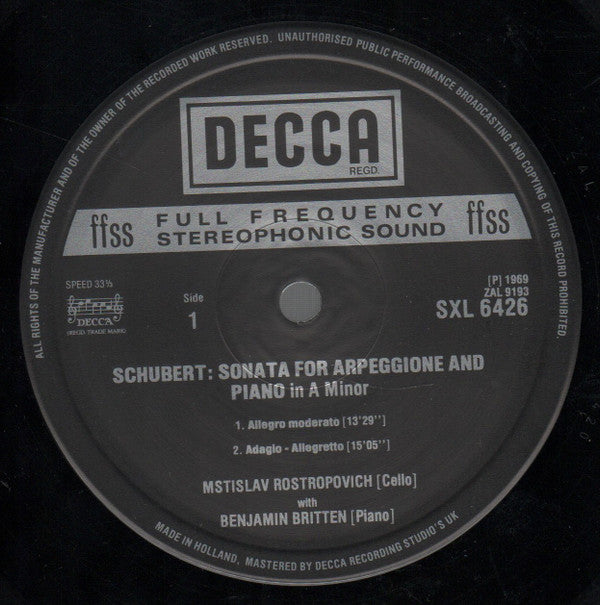 ALL RIGHTS OF THE MANUFACTURER AND OF THE OWNER OF THE RECORDED WORK RESERVED. UNAUTHORISED PUBLIC PERFORMANCE BROADCASTING AND COPYING OF THIS RECORD PROHIBITED.
DECCA
REGD.
ffss FULL FREQUENCY STEREOPHONIC SOUND ffss
SPEED 33⅓
DECCA
(REGD. TRADE MARK)
Side
1
[P] 1969
ZAL 9193
SXL 6426
SCHUBERT: SONATA FOR ARPEGGIONE AND
PIANO in A Minor
1. Allegro moderato [13'29'']
2. Adagio - Allegretto [15'05'']
MSTISLAV ROSTROPOVICH [Cello]
with
BENJAMIN BRITTEN [Piano]
MADE IN HOLLAND, MASTERED BY DECCA RECORDING STUDIO'S UK